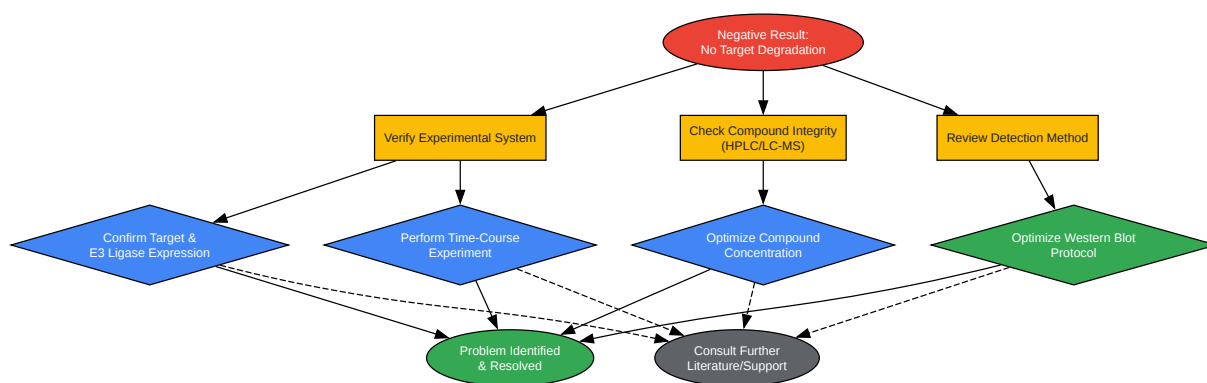 Negative Result:
No Target Degradation
Verify Experimental System
Check Compound Integrity
(HPLC/LC-MS)
Review Detection Method
Confirm Target &
E3 Ligase Expression
Perform Time-Course
Experiment
Optimize Compound
Concentration
Optimize Western Blot
Protocol
Problem Identified
& Resolved
Consult Further
Literature/Support